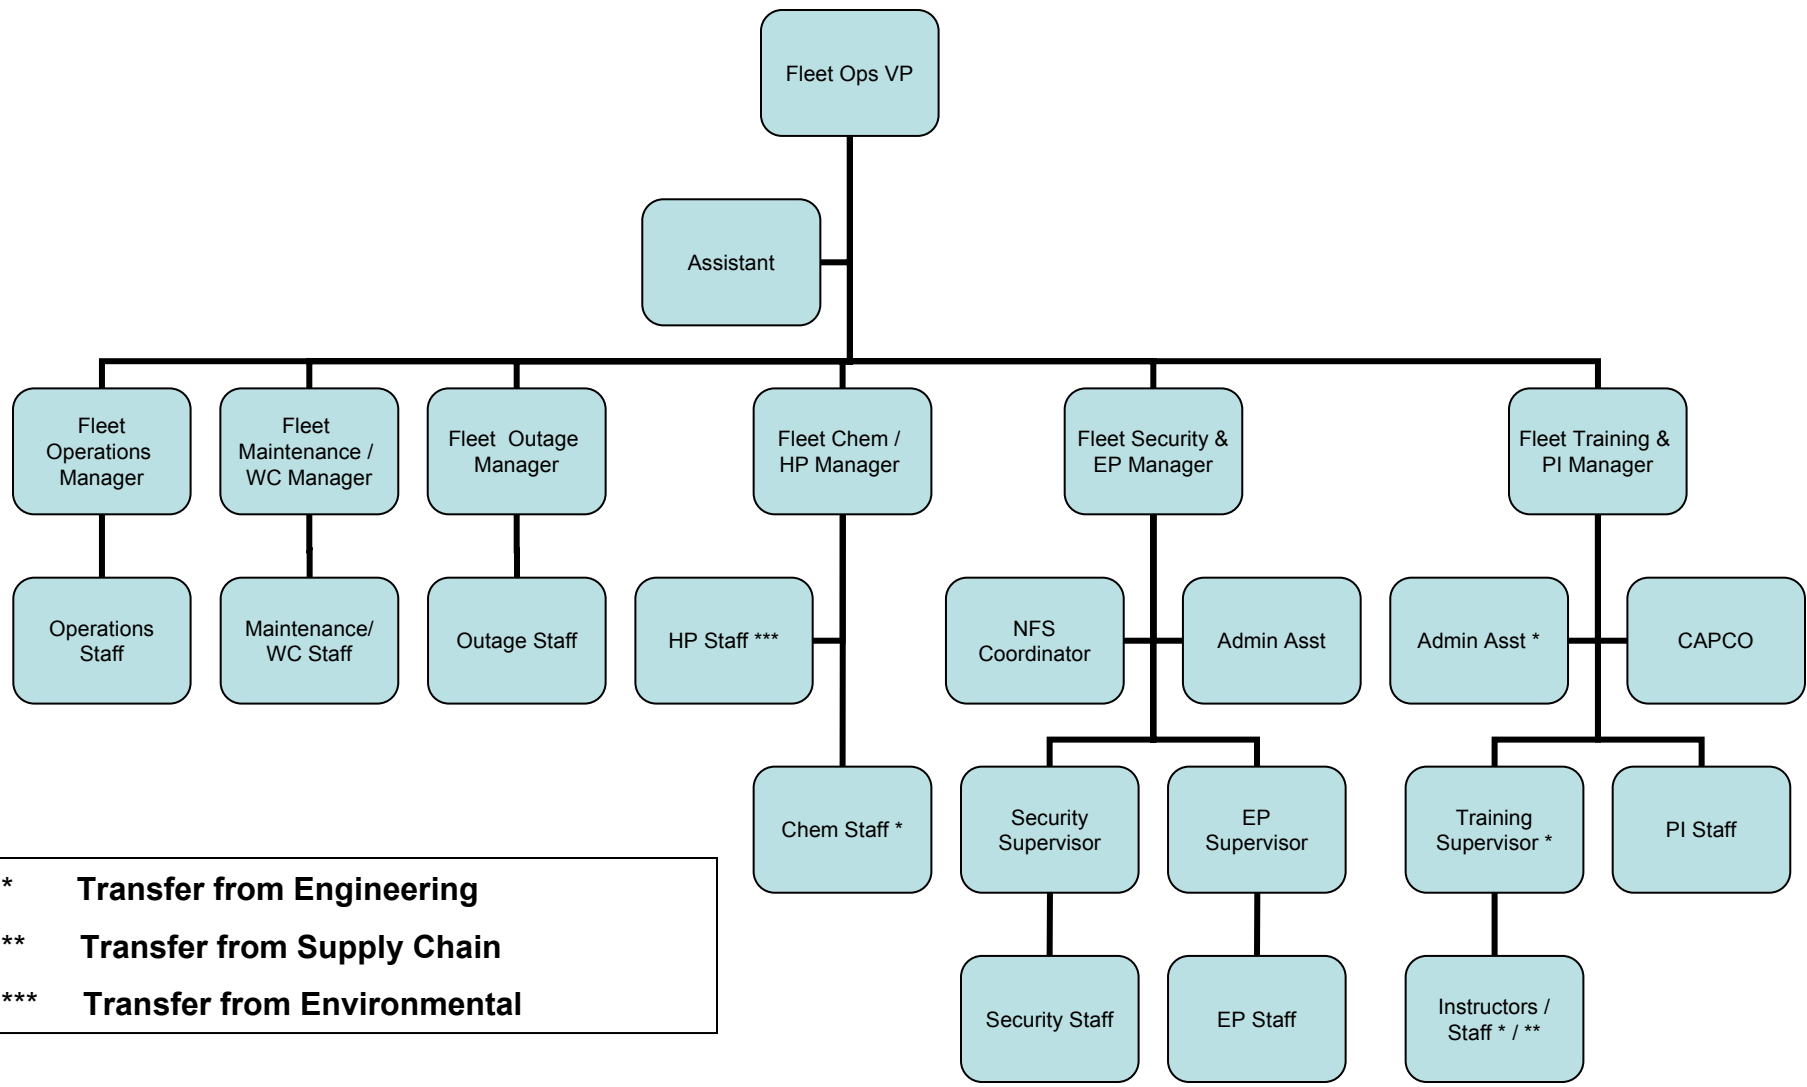 Fleet Ops VP
Assistant
Fleet
Operations
Manager
Fleet
Maintenance /
WC Manager
Fleet Outage
Manager
Fleet Chem /
HP Manager
Fleet Security &
EP Manager
Fleet Training &
PI Manager
Operations
Staff
Maintenance/
WC Staff
Outage Staff
HP Staff ***
NFS
Coordinator
Admin Asst
Admin Asst *
CAPCO
Chem Staff *
Security
Supervisor
EP
Supervisor
Training
Supervisor *
PI Staff
Security Staff
EP Staff
Instructors /
Staff * / **
* Transfer from Engineering
** Transfer from Supply Chain
*** Transfer from Environmental